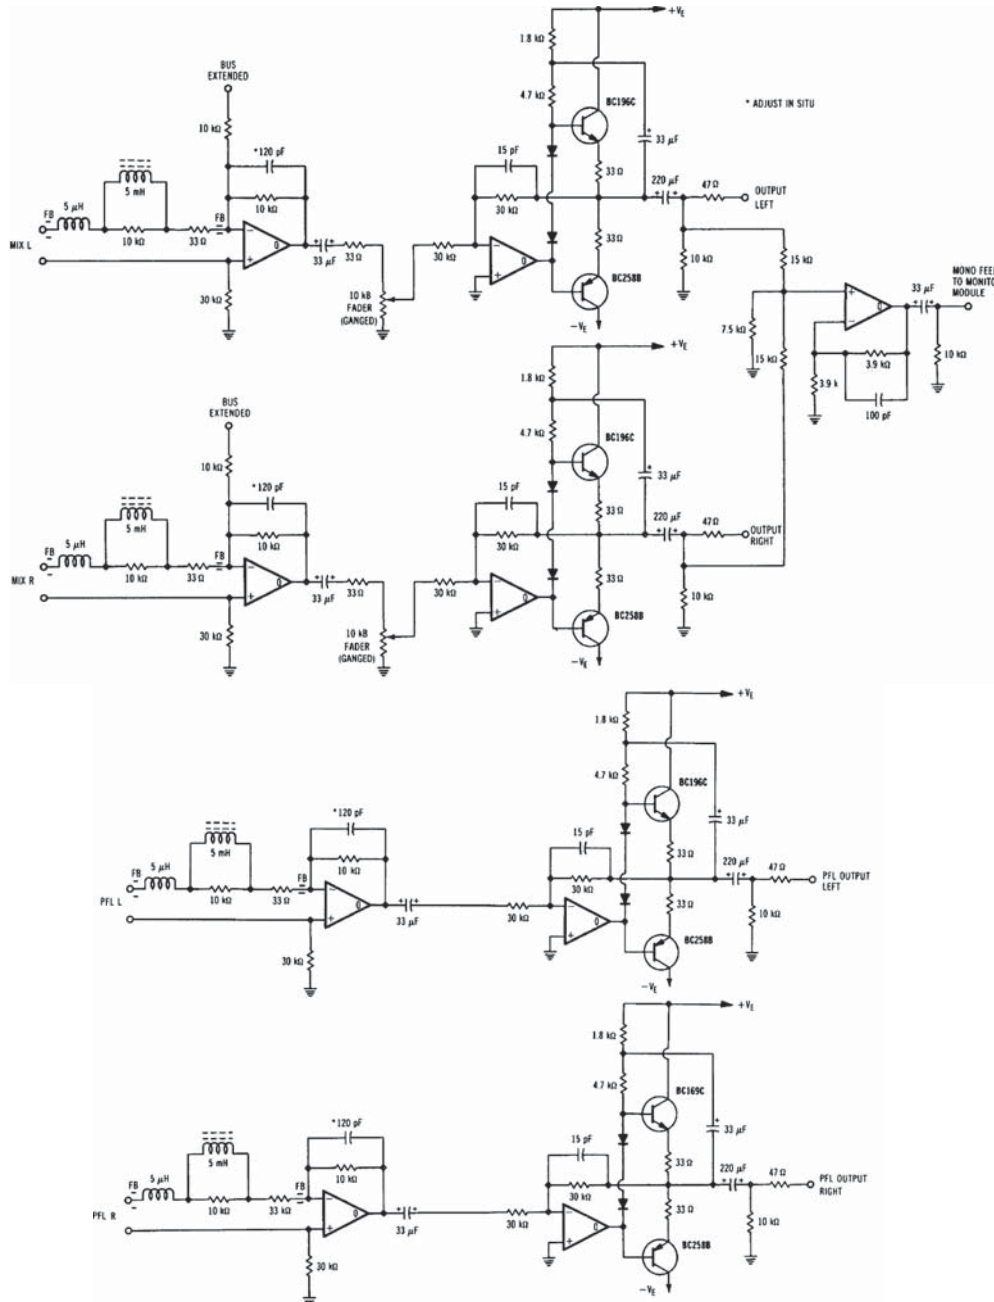 +VE
1.8 kΩ
BUS
EXTENDED
4.7 kΩ
BC196C
* ADJUST IN SITU
10 kΩ
*120 pF
15 pF
33 μF
33 Ω
220 μF
47 Ω
OUTPUT
LEFT
5 mH
5 μH
FB
FB
10 kΩ
30 kΩ
MIX L
10 kΩ
33 Ω
0
33 μF
33 Ω
30 kΩ
0
33 Ω
10 kΩ
15 kΩ
BC258B
MONO FEED
TO MONITO
MODULE
33 μF
30 kΩ
10 kB
FADER
(GANGED)
−VE
7.5 kΩ
0
15 kΩ
3.9 kΩ
10 kΩ
3.9 k
100 pF
+VE
1.8 kΩ
BUS
EXTENDED
4.7 kΩ
BC196C
10 kΩ
*120 pF
15 pF
33 μF
33 Ω
220 μF
47 Ω
OUTPUT
RIGHT
5 mH
5 μH
FB
FB
10 kΩ
30 kΩ
MIX R
10 kΩ
33 Ω
0
33 μF
33 Ω
30 kΩ
0
33 Ω
10 kΩ
BC258B
30 kΩ
10 kB
FADER
(GANGED)
−VE
+VE
1.8 kΩ
4.7 kΩ
BC196C
*120 pF
15 pF
33 μF
33 Ω
220 μF
47 Ω
PFL OUTPUT
LEFT
5 mH
5 μH
FB
FB
10 kΩ
30 kΩ
PFL L
10 kΩ
33 Ω
0
33 μF
30 kΩ
0
33 Ω
10 kΩ
BC258B
30 kΩ
−VE
+VE
1.8 kΩ
4.7 kΩ
BC169C
*120 pF
15 pF
33 μF
33 Ω
220 μF
47 Ω
PFL OUTPUT
RIGHT
5 mH
5 μH
FB
FB
10 kΩ
30 kΩ
PFL R
10 kΩ
33 kΩ
0
33 μF
30 kΩ
0
33 Ω
10 kΩ
BC258B
30 kΩ
−VE